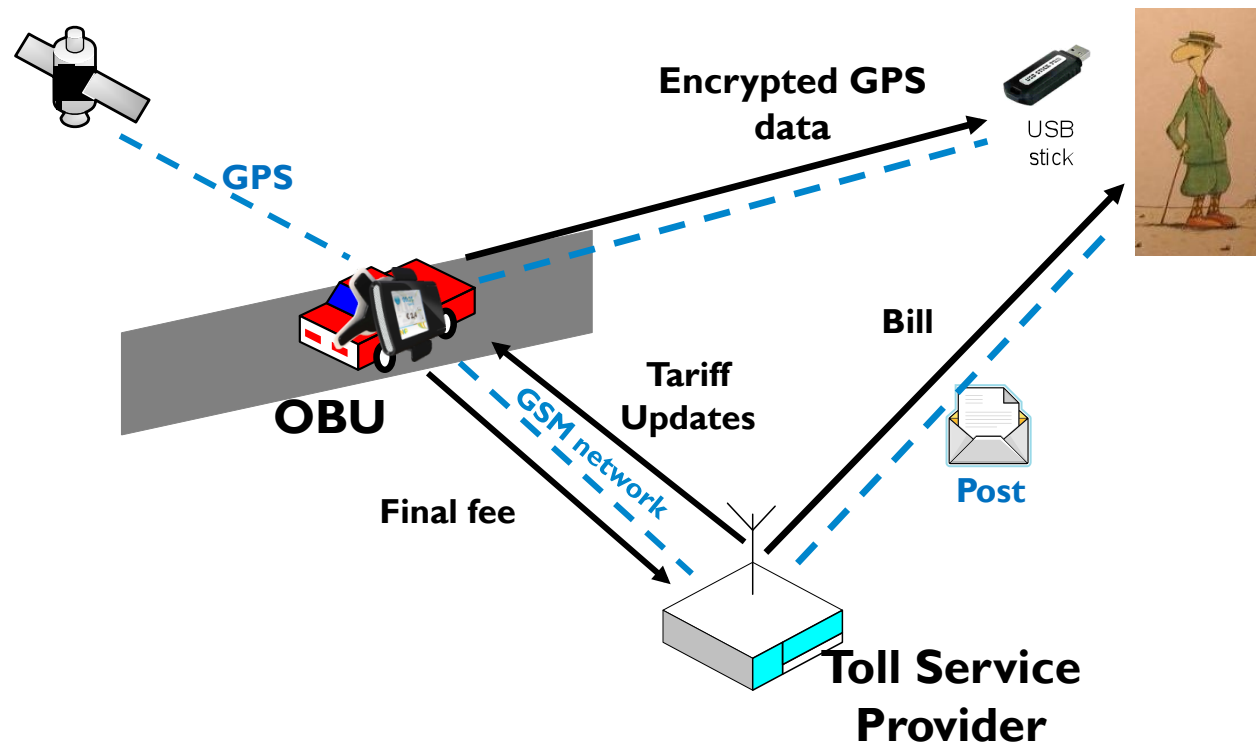 Encrypted GPS
data
USB
stick
GPS
Bill
Tariff
Updates
OBU
GSM network
Final fee
Post
Toll Service
Provider